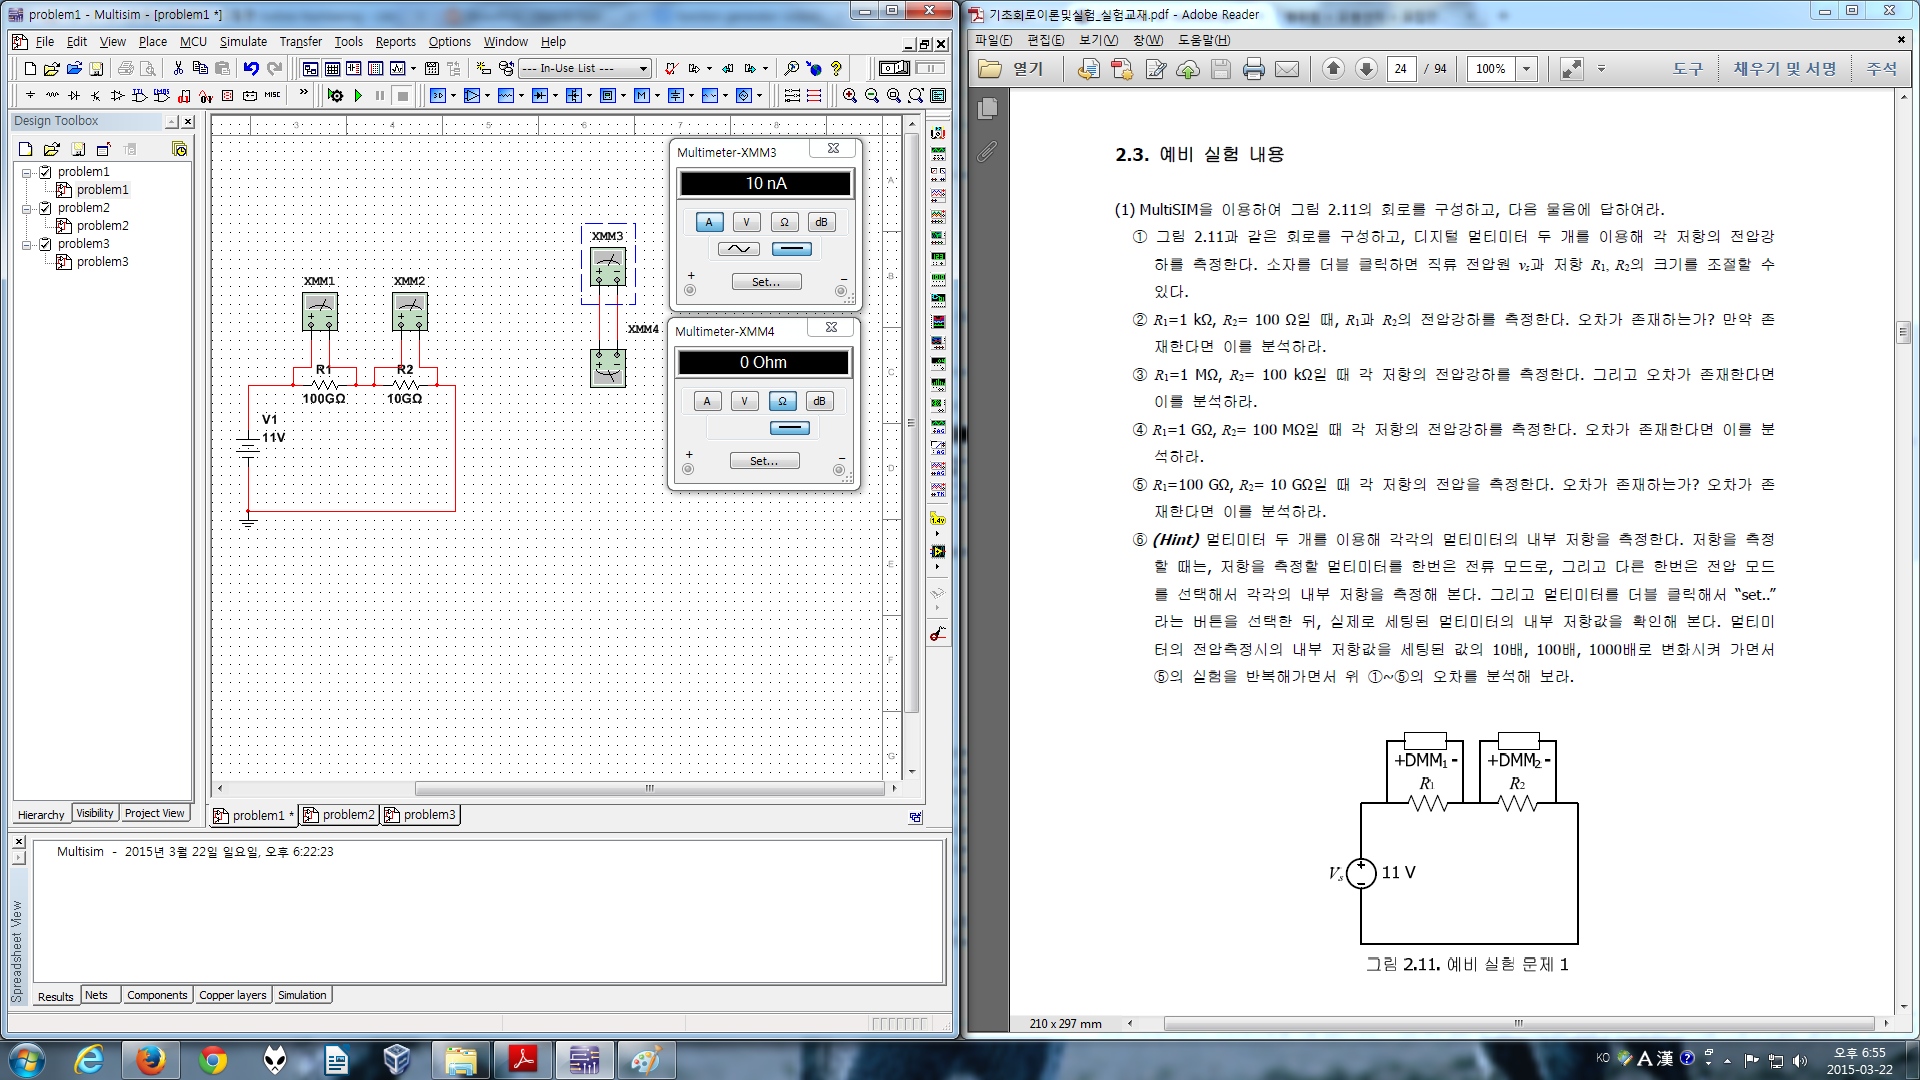 problem1 - Multisim - [problem1 *]
File Edit View Place MCU Simulate Transfer Tools Reports Options Window Help
--- In-Use List ---
MISC
Design Toolbox
problem1
problem1
problem2
problem2
problem3
problem3
Hierarchy Visibility Project View
3 4 5 6 7 8
A
B
C
D
E
F
G
XMM1
XMM2
XMM3
XMM4
R1
100GΩ
R2
10GΩ
V1
11V
Multimeter-XMM3
10 nA
A V Ω dB
+ Set... -
Multimeter-XMM4
0 Ohm
A V Ω dB
+ Set... -
problem1 * problem2 problem3
Multisim - 2015년 3월 22일 일요일, 오후 6:22:23
Spreadsheet View
Results Nets Components Copper layers Simulation
기초회로이론및실험_실험교재.pdf - Adobe Reader
파일(F) 편집(E) 보기(V) 창(W) 도움말(H)
열기 24 / 94 100% 도구 채우기 및 서명 주석
2.3. 예비 실험 내용
(1) MultiSIM을 이용하여 그림 2.11의 회로를 구성하고, 다음 물음에 답하여라.
① 그림 2.11과 같은 회로를 구성하고, 디지털 멀티미터 두 개를 이용해 각 저항의 전압강
하를 측정한다. 소자를 더블 클릭하면 직류 전압원 vs과 저항 R1, R2의 크기를 조절할 수
있다.
② R1=1 kΩ, R2= 100 Ω일 때, R1과 R2의 전압강하를 측정한다. 오차가 존재하는가? 만약 존
재한다면 이를 분석하라.
③ R1=1 MΩ, R2= 100 kΩ일 때 각 저항의 전압강하를 측정한다. 그리고 오차가 존재한다면
이를 분석하라.
④ R1=1 GΩ, R2= 100 MΩ일 때 각 저항의 전압강하를 측정한다. 오차가 존재한다면 이를 분
석하라.
⑤ R1=100 GΩ, R2= 10 GΩ일 때 각 저항의 전압을 측정한다. 오차가 존재하는가? 오차가 존
재한다면 이를 분석하라.
⑥ (Hint) 멀티미터 두 개를 이용해 각각의 멀티미터의 내부 저항을 측정한다. 저항을 측정
할 때는, 저항을 측정할 멀티미터를 한번은 전류 모드로, 그리고 다른 한번은 전압 모드
를 선택해서 각각의 내부 저항을 측정해 본다. 그리고 멀티미터를 더블 클릭해서 “set..”
라는 버튼을 선택한 뒤, 실제로 세팅된 멀티미터의 내부 저항값을 확인해 본다. 멀티미
터의 전압측정시의 내부 저항값을 세팅된 값의 10배, 100배, 1000배로 변화시켜 가면서
⑤의 실험을 반복해가면서 위 ①~⑤의 오차를 분석해 보라.
+DMM1 - +DMM2 -
R1 R2
Vs 11 V
그림 2.11. 예비 실험 문제 1
210 x 297 mm
KO A 漢
오후 6:55
2015-03-22